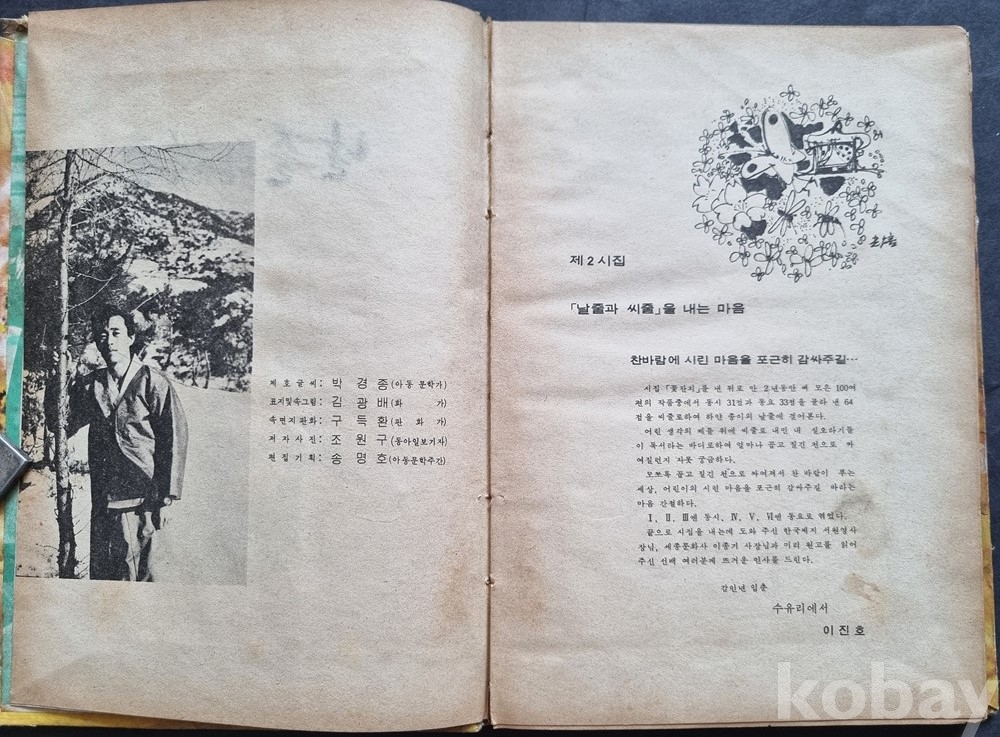 제호글씨: 박 경 종 (아동 문학가)
표지및속그림: 김 광 배 (화 가)
속면지판화: 구 득 환 (판 화 가)
저자사진: 조 원 구 (동아일보기자)
편집기획: 송 명 호 (아동문학주간)
제 2 시집
「날줄과 씨줄」을 내는 마음
찬바람에 시린 마음을 포근히 감싸주길…
시집 「꽃잔치」를 낸 뒤로 만 2년동안 써 모은 100여
편의 작품중에서 동시 31점과 동요 33점을 골라 낸 64
점을 씨줄로하여 하얀 종이의 날줄에 걸어본다.
어린 생각의 베틀 위에 씨줄로 내민 내 실오라기들
이 독서라는 바디로하여 얼마나 곱고 질긴 천으로 짜
여질런지 자못 궁금하다.
모쪼록 곱고 질긴 천으로 짜여져서 찬 바람이 부는
세상, 어린이의 시린 마음을 포근히 감싸주길 바라는
마음 간절하다.
Ⅰ, Ⅱ, Ⅲ엔 동시, Ⅳ, Ⅴ, Ⅵ엔 동요로 엮었다.
끝으로 시집을 내는데 도와 주신 한국제지 서원영사
장님, 세종문화사 이종기 사장님과 미리 원고를 읽어
주신 선배 여러분께 뜨거운 인사를 드린다.
갑인년 입춘
수유리에서
이 진 호
kobay